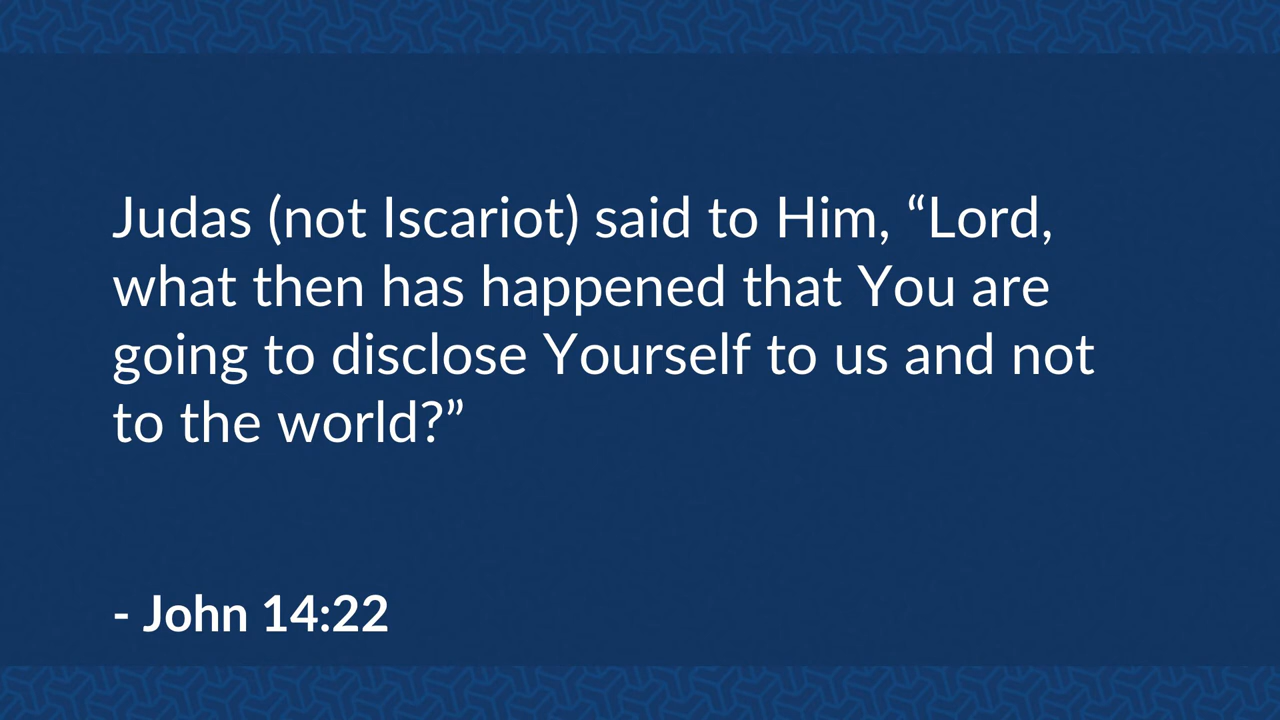 Judas (not Iscariot) said to Him, “Lord,
what then has happened that You are
going to disclose Yourself to us and not
to the world?”
- John 14:22